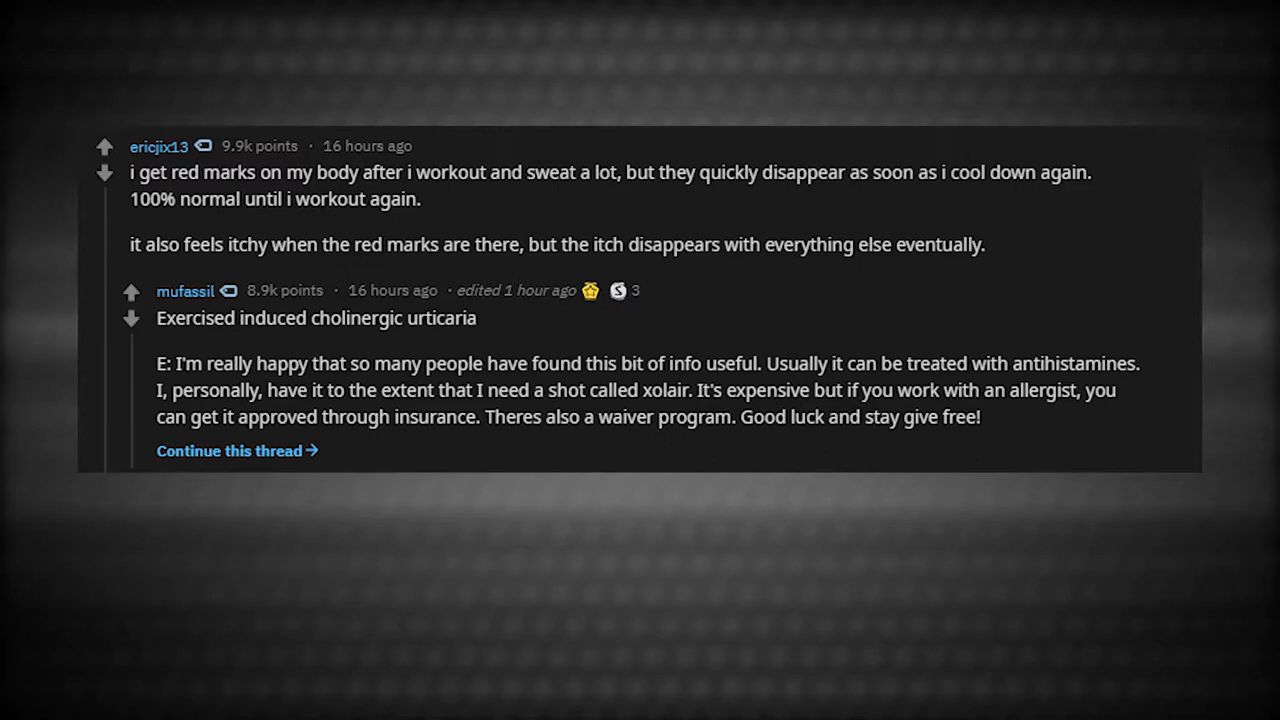 ericjix13 9.9k points · 16 hours ago
i get red marks on my body after i workout and sweat a lot, but they quickly disappear as soon as i cool down again.
100% normal until i workout again.
it also feels itchy when the red marks are there, but the itch disappears with everything else eventually.
mufassil 8.9k points · 16 hours ago · edited 1 hour ago S 3
Exercised induced cholinergic urticaria
E: I'm really happy that so many people have found this bit of info useful. Usually it can be treated with antihistamines.
I, personally, have it to the extent that I need a shot called xolair. It's expensive but if you work with an allergist, you
can get it approved through insurance. Theres also a waiver program. Good luck and stay give free!
Continue this thread